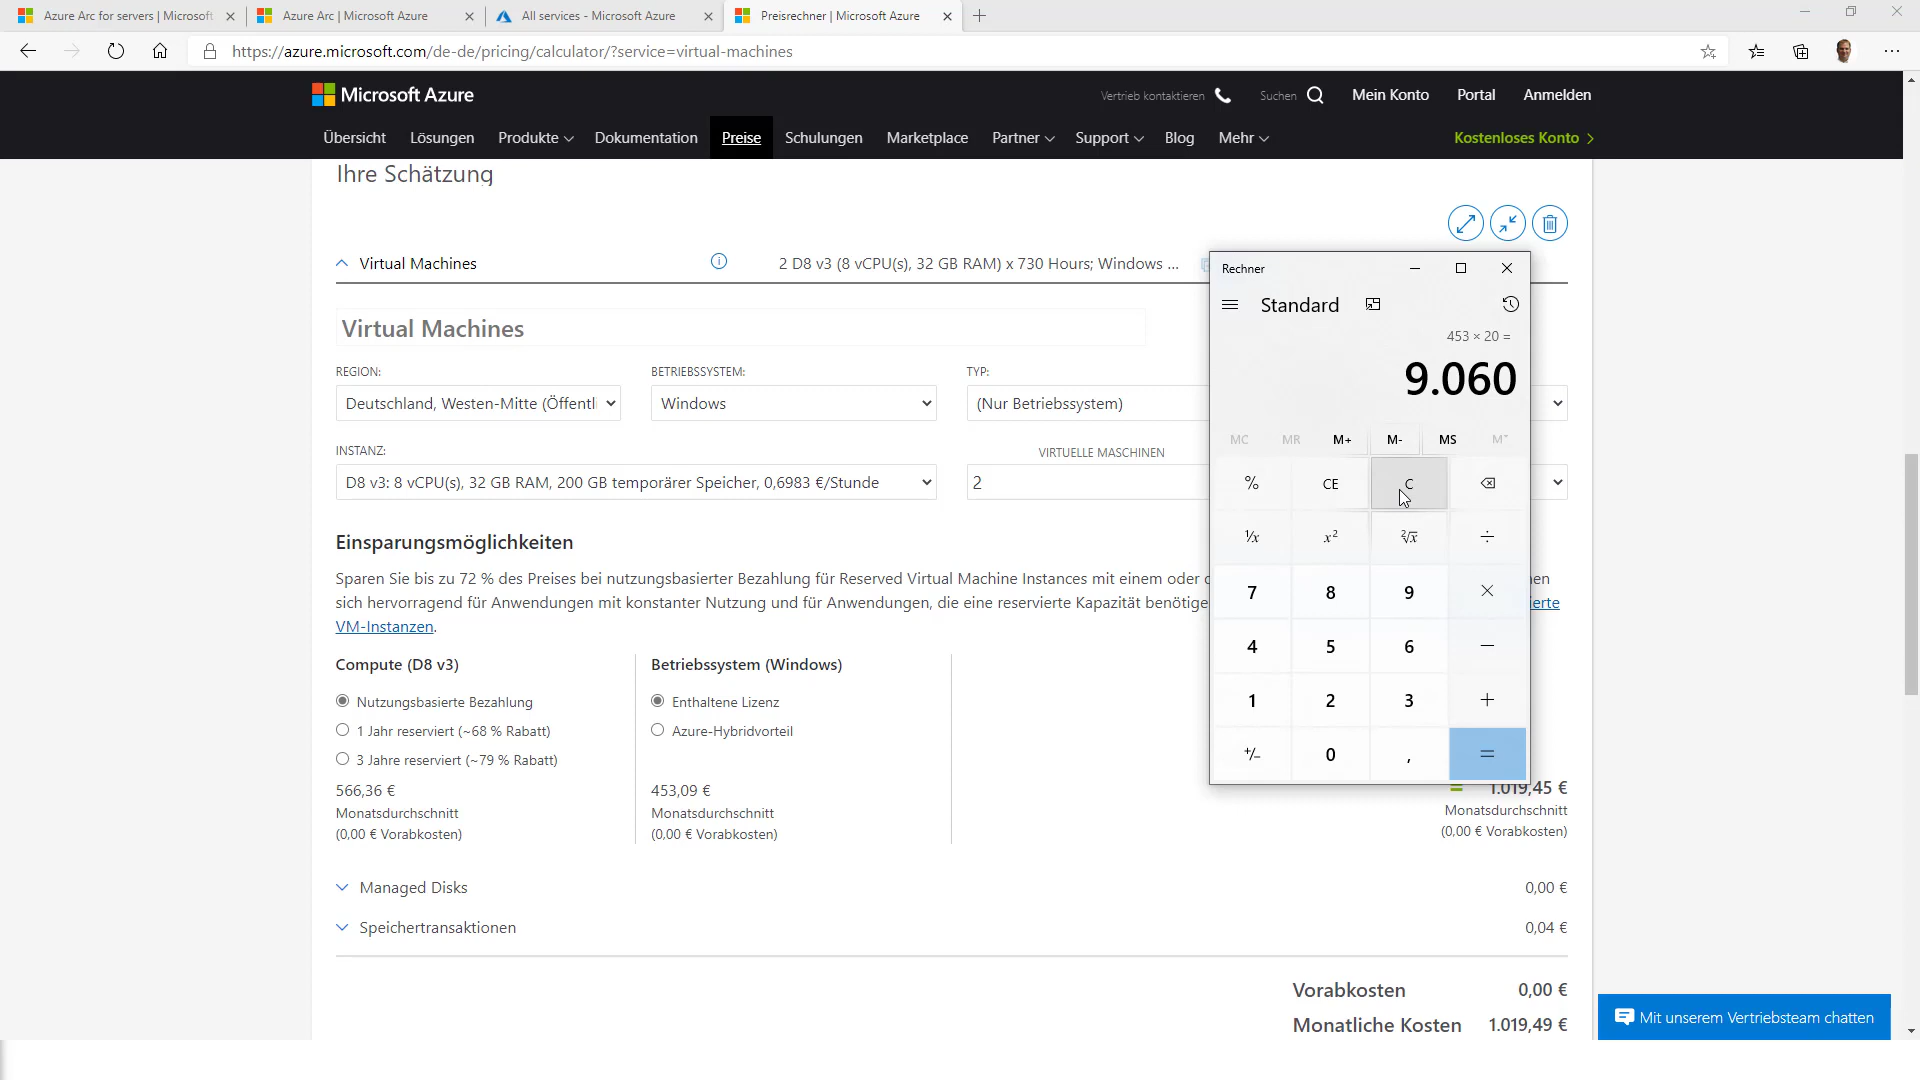 Azure Arc for servers | Microsoft
Azure Arc | Microsoft Azure
All services - Microsoft Azure
Preisrechner | Microsoft Azure
https://azure.microsoft.com/de-de/pricing/calculator/?service=virtual-machines
Microsoft Azure
Vertrieb kontaktieren
Suchen
Mein Konto
Portal
Anmelden
Übersicht
Lösungen
Produkte
Dokumentation
Preise
Schulungen
Marketplace
Partner
Support
Blog
Mehr
Kostenloses Konto
Ihre Schätzung
Virtual Machines
2 D8 v3 (8 vCPU(s), 32 GB RAM) x 730 Hours; Windows ...
Virtual Machines
REGION:
BETRIEBSSYSTEM:
TYP:
Deutschland, Westen-Mitte (Öffentli
Windows
(Nur Betriebssystem)
INSTANZ:
VIRTUELLE MASCHINEN
D8 v3: 8 vCPU(s), 32 GB RAM, 200 GB temporärer Speicher, 0,6983 €/Stunde
2
Einsparungsmöglichkeiten
Sparen Sie bis zu 72 % des Preises bei nutzungsbasierter Bezahlung für Reserved Virtual Machine Instances mit einem oder
sich hervorragend für Anwendungen mit konstanter Nutzung und für Anwendungen, die eine reservierte Kapazität benötige
VM-Instanzen.
Compute (D8 v3)
Nutzungsbasierte Bezahlung
1 Jahr reserviert (~68 % Rabatt)
3 Jahre reserviert (~79 % Rabatt)
566,36 €
Monatsdurchschnitt
(0,00 € Vorabkosten)
Betriebssystem (Windows)
Enthaltene Lizenz
Azure-Hybridvorteil
453,09 €
Monatsdurchschnitt
(0,00 € Vorabkosten)
= 1.019,45 €
Monatsdurchschnitt
(0,00 € Vorabkosten)
Managed Disks
0,00 €
Speichertransaktionen
0,04 €
Vorabkosten
0,00 €
Monatliche Kosten
1.019,49 €
Mit unserem Vertriebsteam chatten
Rechner
Standard
453 × 20 =
9.060
MC MR M+ M- MS M˅
% CE C
¹/x x² ²√x ÷
7 8 9 ×
4 5 6 −
1 2 3 +
+/− 0 , =